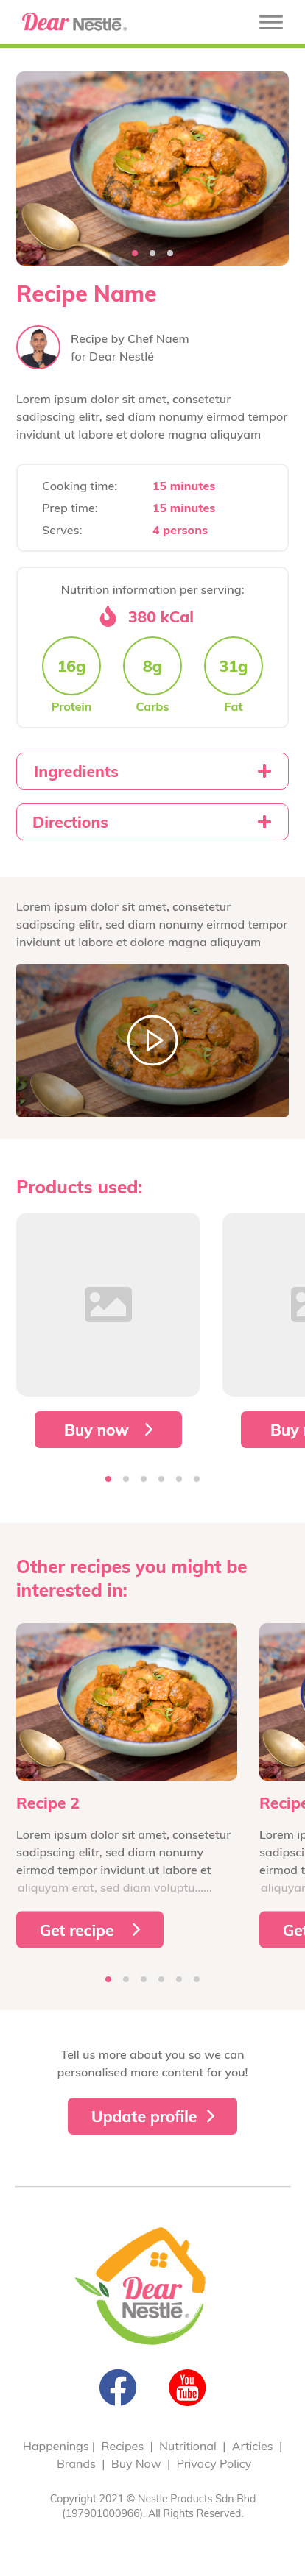 Dear Nestlé®
Recipe Name
Recipe by Chef Naem
for Dear Nestlé
Lorem ipsum dolor sit amet, consetetur
sadipscing elitr, sed diam nonumy eirmod tempor
invidunt ut labore et dolore magna aliquyam
Cooking time: 15 minutes
Prep time: 15 minutes
Serves: 4 persons
Nutrition information per serving:
380 kCal
16g 8g 31g
Protein Carbs Fat
Ingredients +
Directions +
Lorem ipsum dolor sit amet, consetetur
sadipscing elitr, sed diam nonumy eirmod tempor
invidunt ut labore et dolore magna aliquyam
Products used:
Buy now
Buy
Other recipes you might be
interested in:
Recipe 2
Lorem ipsum dolor sit amet, consetetur
sadipscing elitr, sed diam nonumy
eirmod tempor invidunt ut labore et
aliquyam erat, sed diam voluptu......
Get recipe
Recipe
Lorem ip
sadipsci
eirmod t
aliquyam
Get
Tell us more about you so we can
personalised more content for you!
Update profile
Dear
Nestlé®
You
Tube
Happenings | Recipes | Nutritional | Articles |
Brands | Buy Now | Privacy Policy
Copyright 2021 © Nestle Products Sdn Bhd
(197901000966). All Rights Reserved.